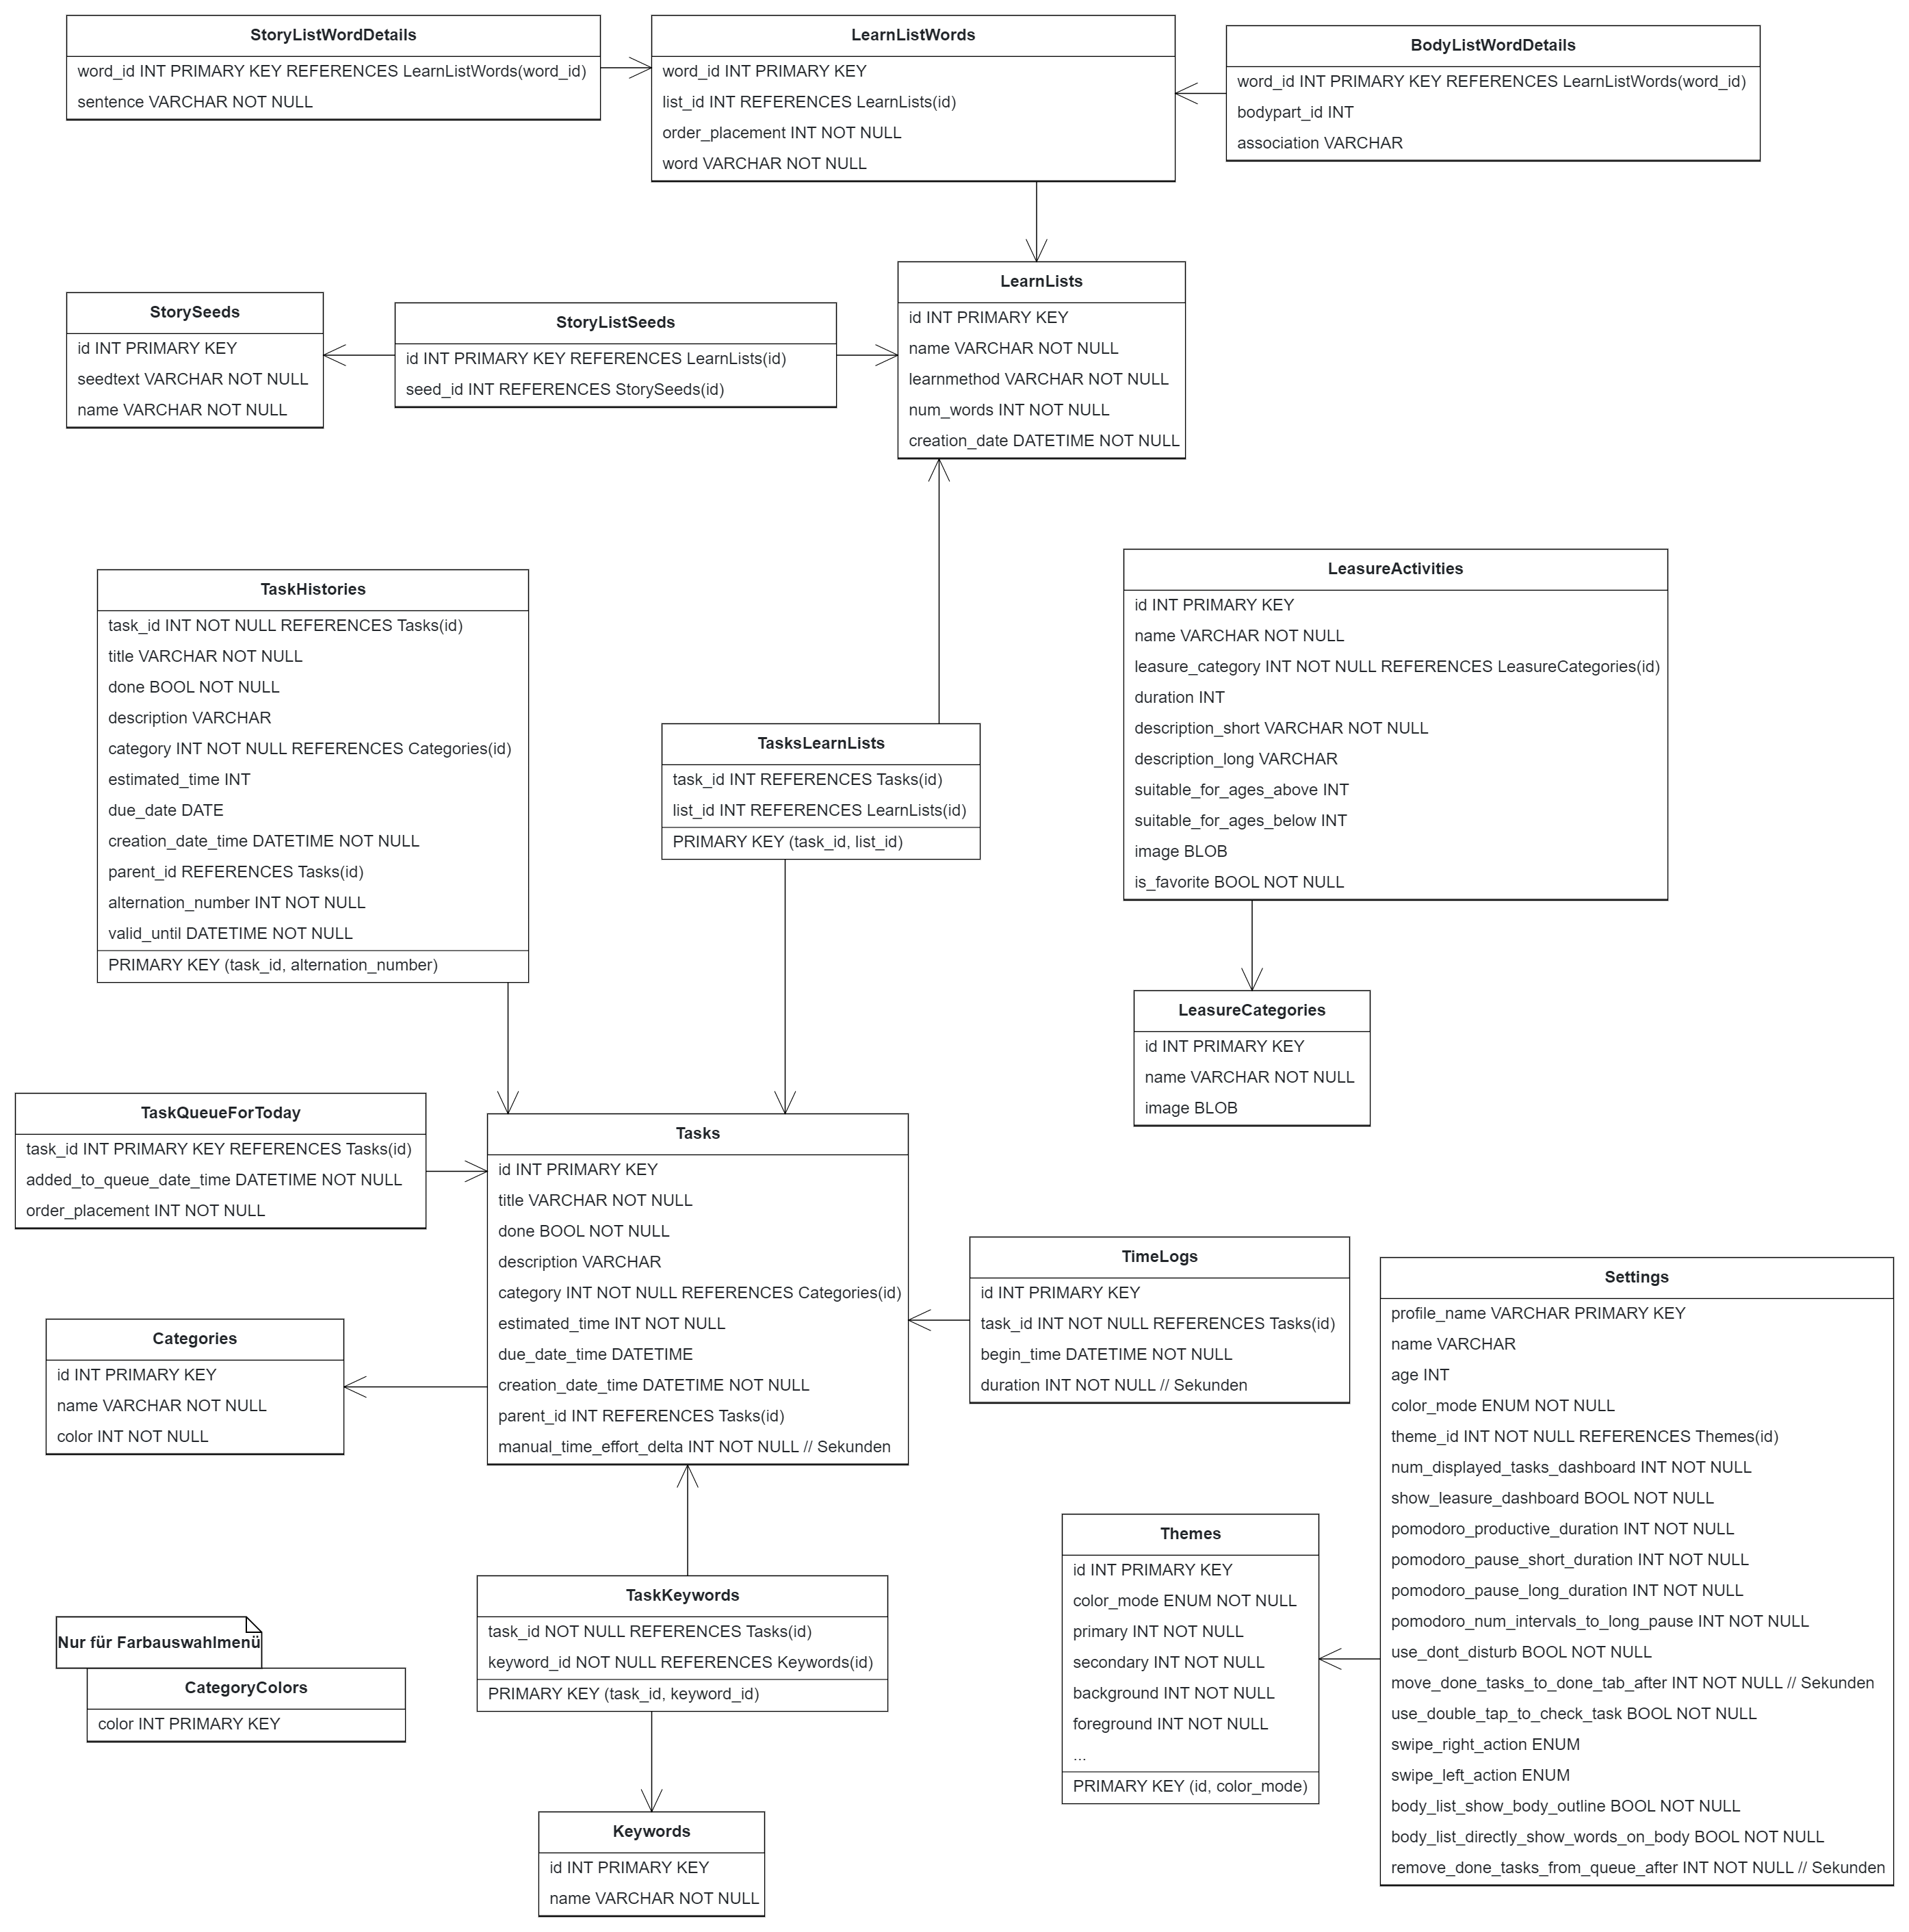 StoryListWordDetails
word_id INT PRIMARY KEY REFERENCES LearnListWords(word_id)
sentence VARCHAR NOT NULL
LearnListWords
word_id INT PRIMARY KEY
list_id INT REFERENCES LearnLists(id)
order_placement INT NOT NULL
word VARCHAR NOT NULL
BodyListWordDetails
word_id INT PRIMARY KEY REFERENCES LearnListWords(word_id)
bodypart_id INT
association VARCHAR
StorySeeds
id INT PRIMARY KEY
seedtext VARCHAR NOT NULL
name VARCHAR NOT NULL
StoryListSeeds
id INT PRIMARY KEY REFERENCES LearnLists(id)
seed_id INT REFERENCES StorySeeds(id)
LearnLists
id INT PRIMARY KEY
name VARCHAR NOT NULL
learnmethod VARCHAR NOT NULL
num_words INT NOT NULL
creation_date DATETIME NOT NULL
TaskHistories
task_id INT NOT NULL REFERENCES Tasks(id)
title VARCHAR NOT NULL
done BOOL NOT NULL
description VARCHAR
category INT NOT NULL REFERENCES Categories(id)
estimated_time INT
due_date DATE
creation_date_time DATETIME NOT NULL
parent_id REFERENCES Tasks(id)
alternation_number INT NOT NULL
valid_until DATETIME NOT NULL
PRIMARY KEY (task_id, alternation_number)
TasksLearnLists
task_id INT REFERENCES Tasks(id)
list_id INT REFERENCES LearnLists(id)
PRIMARY KEY (task_id, list_id)
LeasureActivities
id INT PRIMARY KEY
name VARCHAR NOT NULL
leasure_category INT NOT NULL REFERENCES LeasureCategories(id)
duration INT
description_short VARCHAR NOT NULL
description_long VARCHAR
suitable_for_ages_above INT
suitable_for_ages_below INT
image BLOB
is_favorite BOOL NOT NULL
LeasureCategories
id INT PRIMARY KEY
name VARCHAR NOT NULL
image BLOB
TaskQueueForToday
task_id INT PRIMARY KEY REFERENCES Tasks(id)
added_to_queue_date_time DATETIME NOT NULL
order_placement INT NOT NULL
Tasks
id INT PRIMARY KEY
title VARCHAR NOT NULL
done BOOL NOT NULL
description VARCHAR
category INT NOT NULL REFERENCES Categories(id)
estimated_time INT NOT NULL
due_date_time DATETIME
creation_date_time DATETIME NOT NULL
parent_id INT REFERENCES Tasks(id)
manual_time_effort_delta INT NOT NULL // Sekunden
Categories
id INT PRIMARY KEY
name VARCHAR NOT NULL
color INT NOT NULL
TimeLogs
id INT PRIMARY KEY
task_id INT NOT NULL REFERENCES Tasks(id)
begin_time DATETIME NOT NULL
duration INT NOT NULL // Sekunden
Settings
profile_name VARCHAR PRIMARY KEY
name VARCHAR
age INT
color_mode ENUM NOT NULL
theme_id INT NOT NULL REFERENCES Themes(id)
num_displayed_tasks_dashboard INT NOT NULL
show_leasure_dashboard BOOL NOT NULL
pomodoro_productive_duration INT NOT NULL
pomodoro_pause_short_duration INT NOT NULL
pomodoro_pause_long_duration INT NOT NULL
pomodoro_num_intervals_to_long_pause INT NOT NULL
use_dont_disturb BOOL NOT NULL
move_done_tasks_to_done_tab_after INT NOT NULL // Sekunden
use_double_tap_to_check_task BOOL NOT NULL
swipe_right_action ENUM
swipe_left_action ENUM
body_list_show_body_outline BOOL NOT NULL
body_list_directly_show_words_on_body BOOL NOT NULL
remove_done_tasks_from_queue_after INT NOT NULL // Sekunden
Themes
id INT PRIMARY KEY
color_mode ENUM NOT NULL
primary INT NOT NULL
secondary INT NOT NULL
background INT NOT NULL
foreground INT NOT NULL
...
PRIMARY KEY (id, color_mode)
TaskKeywords
task_id NOT NULL REFERENCES Tasks(id)
keyword_id NOT NULL REFERENCES Keywords(id)
PRIMARY KEY (task_id, keyword_id)
Nur für Farbauswahlmenü
CategoryColors
color INT PRIMARY KEY
Keywords
id INT PRIMARY KEY
name VARCHAR NOT NULL